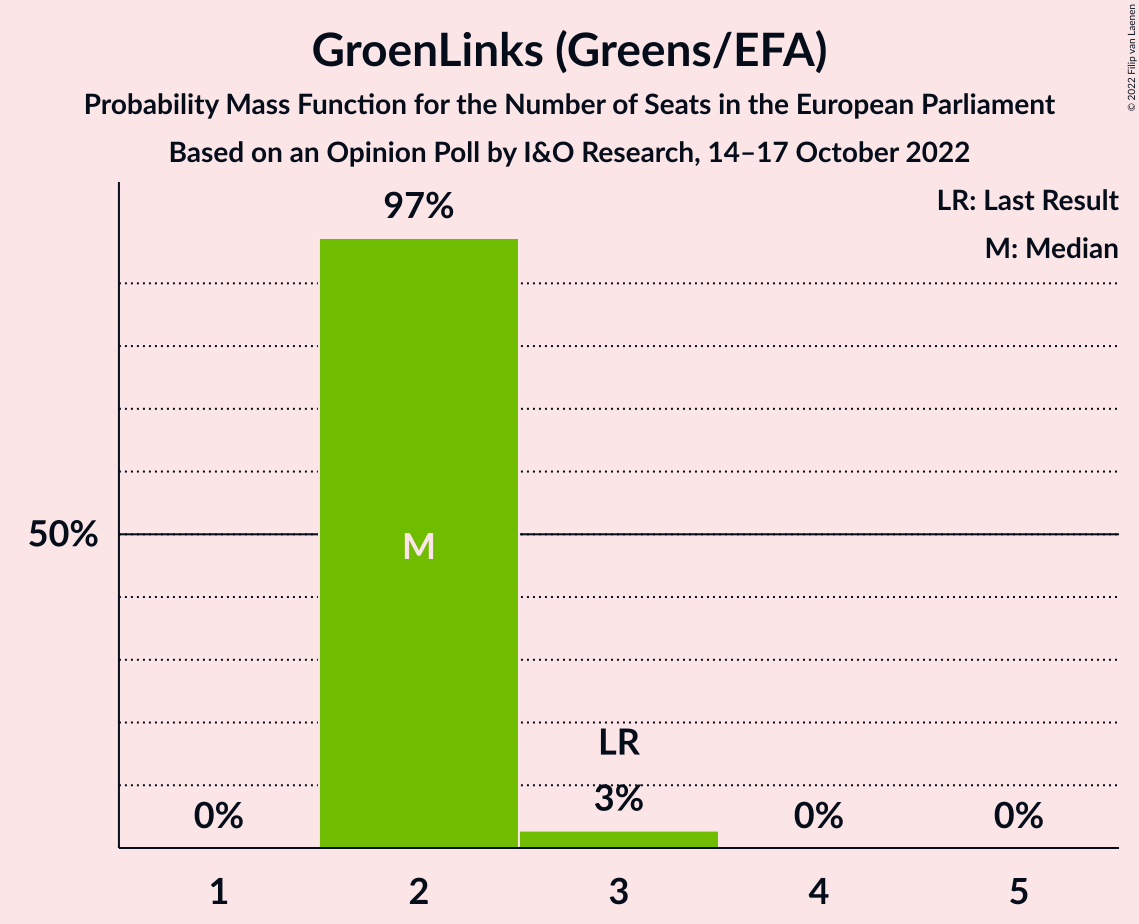 GroenLinks (Greens/EFA)
Probability Mass Function for the Number of Seats in the European Parliament
Based on an Opinion Poll by I&O Research, 14–17 October 2022
© 2022 Filip van Laenen
LR: Last Result
M: Median
97%
50%
M
LR
0%
3%
0%
0%
1
2
3
4
5